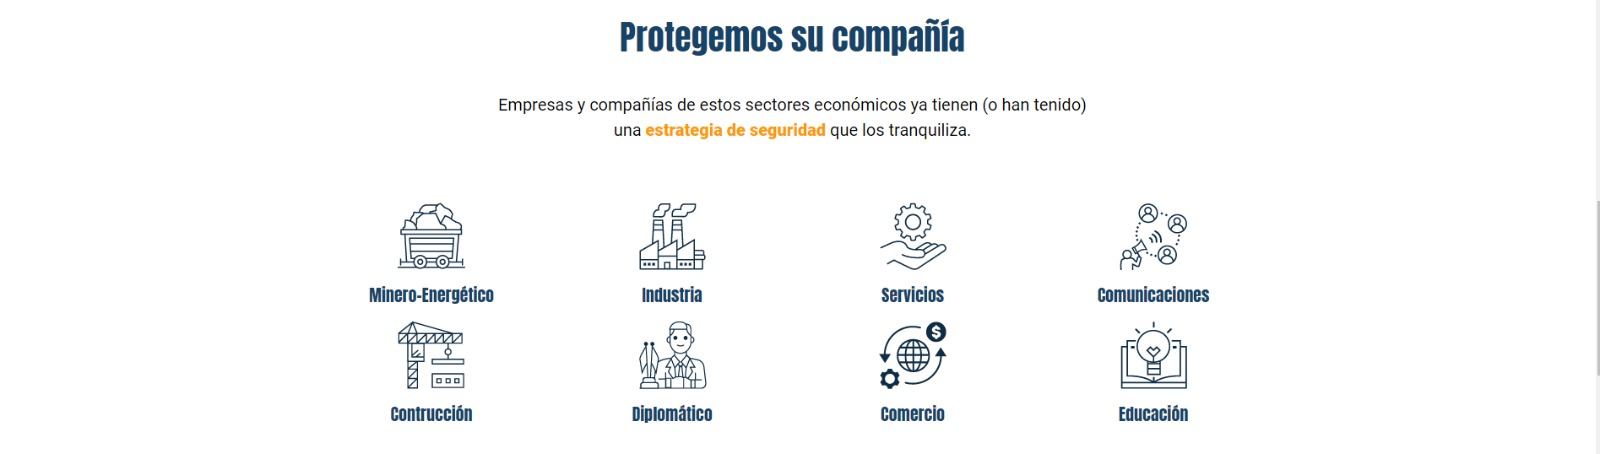 Protegemos su compañía
Empresas y compañías de estos sectores económicos ya tienen (o han tenido)
una estrategia de seguridad que los tranquiliza.
Minero-Energético
Industria
Servicios
Comunicaciones
$
Contrucción
Diplomático
Comercio
Educación